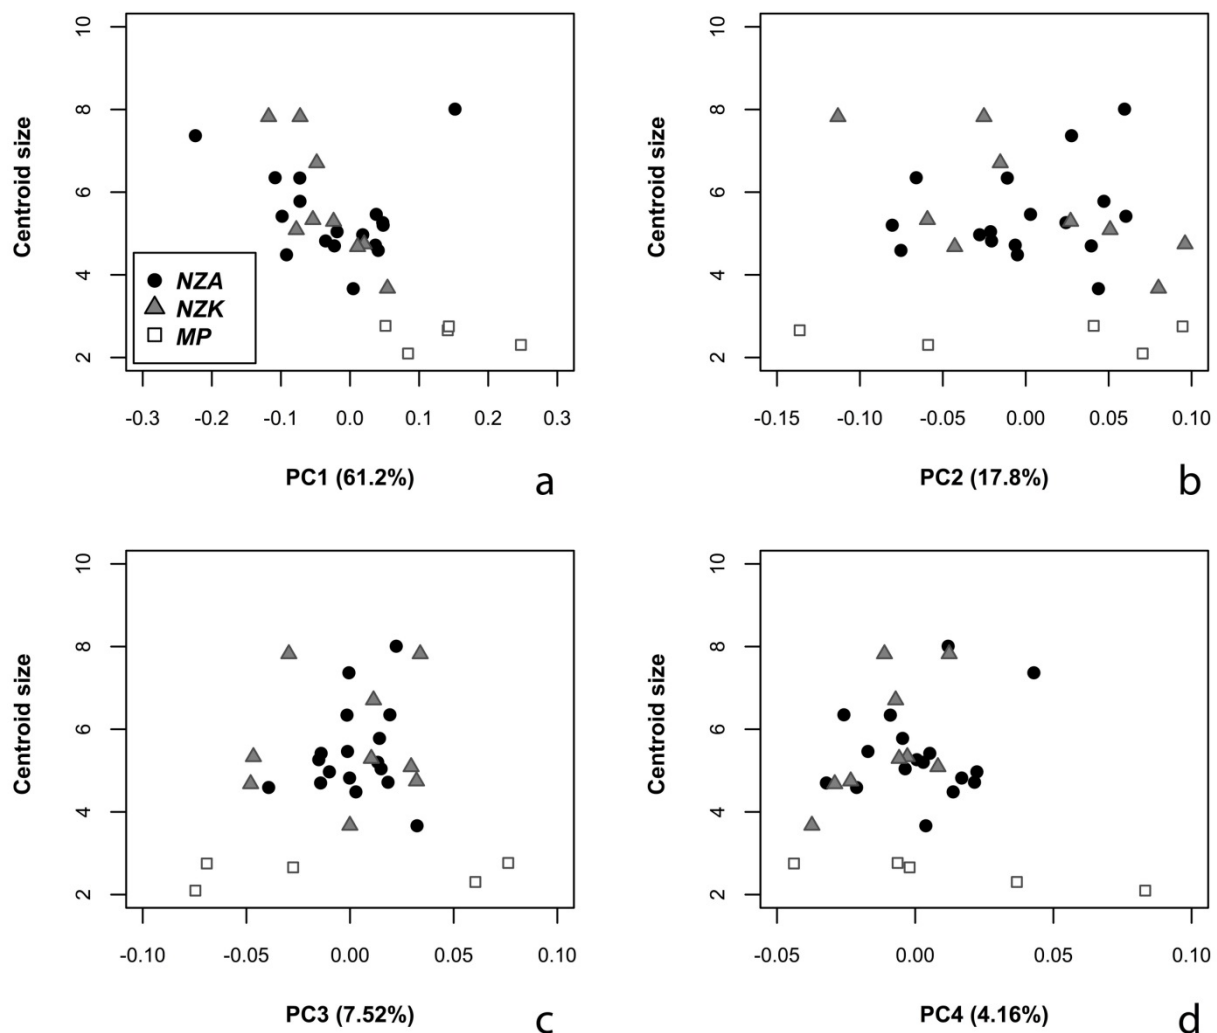 10
8
6
4
2
Centroid size
NZA
NZK
MP
-0.3 -0.2 -0.1 0.0 0.1 0.2 0.3
PC1 (61.2%)
a
10
8
6
4
2
Centroid size
-0.15 -0.10 -0.05 0.00 0.05 0.10
PC2 (17.8%)
b
10
8
6
4
2
Centroid size
-0.10 -0.05 0.00 0.05 0.10
PC3 (7.52%)
c
10
8
6
4
2
Centroid size
-0.05 0.00 0.05 0.10
PC4 (4.16%)
d